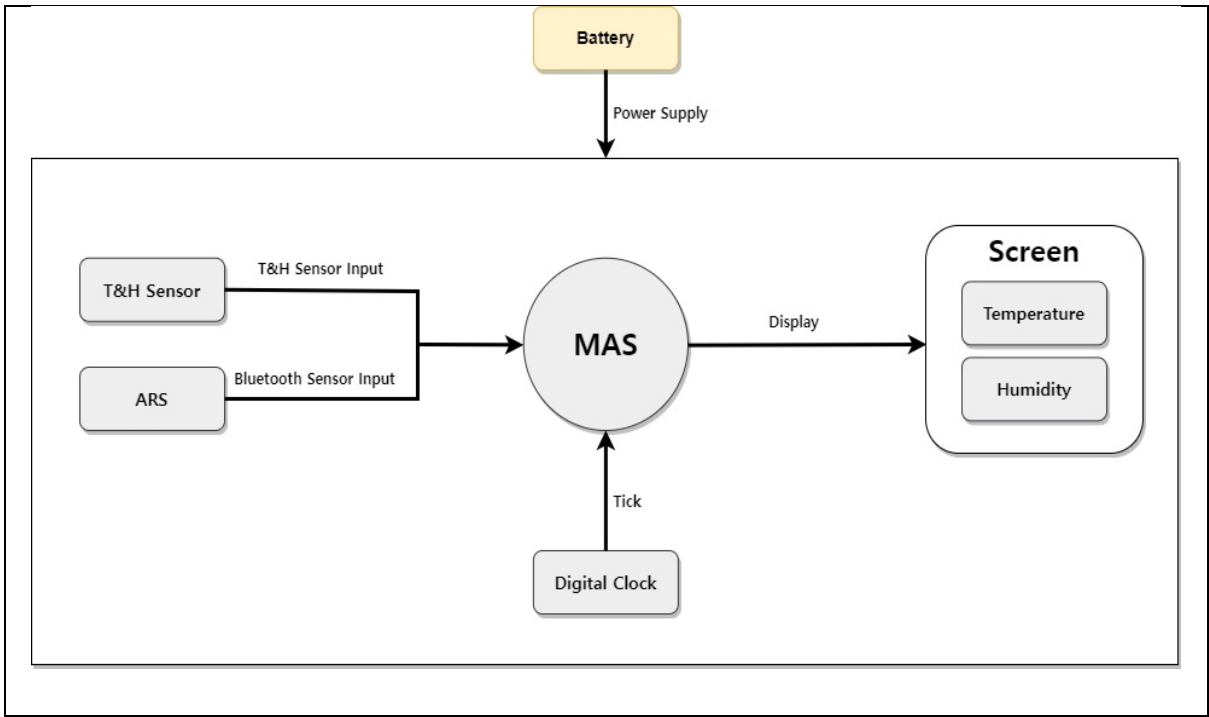 Battery
Power Supply
Screen
T&H Sensor Input
T&H Sensor
Temperature
Display
MAS
Bluetooth Sensor Input
Humidity
ARS
Tick
Digital Clock